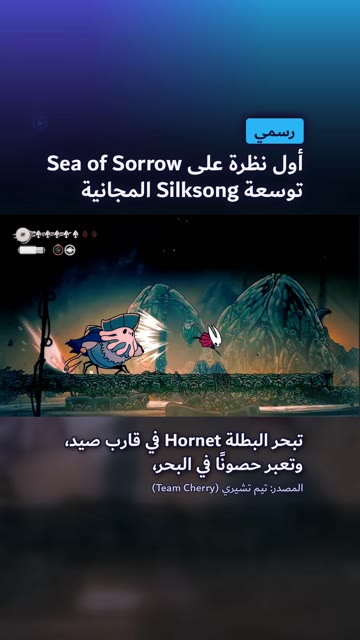 رسمي
أول نظرة على Sea of Sorrow
توسعة Silksong المجانية
تبحر البطلة Hornet في قارب صيد،
وتعبر حصونًا في البحر،
المصدر: تيم تشيري (Team Cherry)